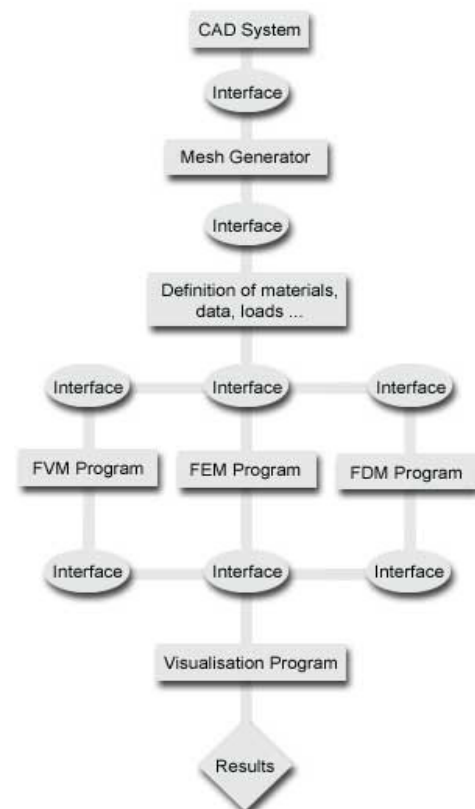 CAD System
Interface
Mesh Generator
Interface
Definition of materials,
data, loads ...
Interface
Interface
Interface
FVM Program
FEM Program
FDM Program
Interface
Interface
Interface
Visualisation Program
Results